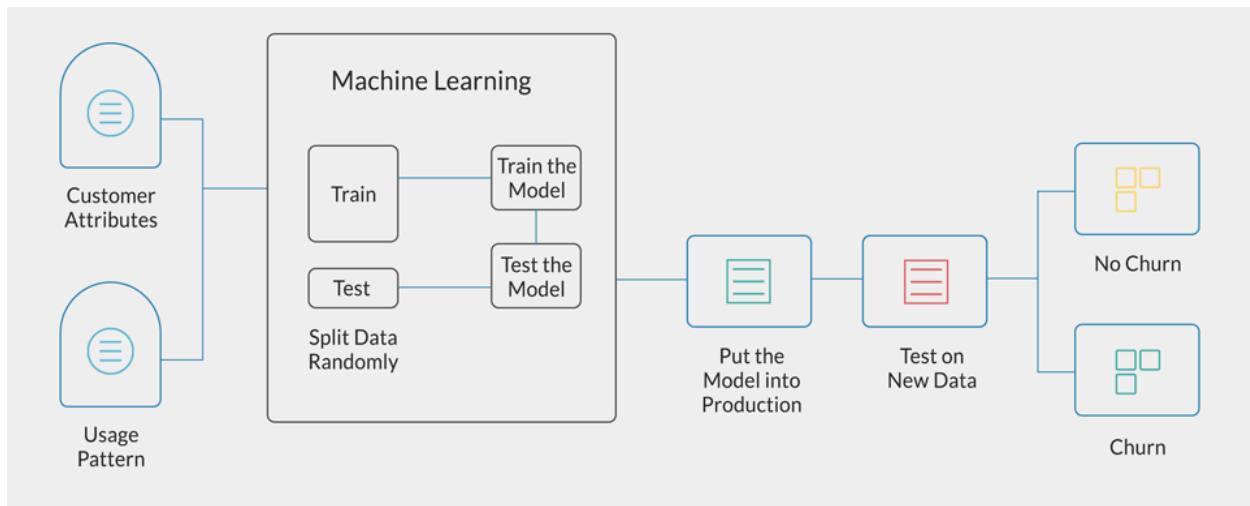 Customer
Attributes
Usage
Pattern
Machine Learning
Train
Train the
Model
Test
Test the
Model
Split Data
Randomly
Put the
Model into
Production
Test on
New Data
No Churn
Churn